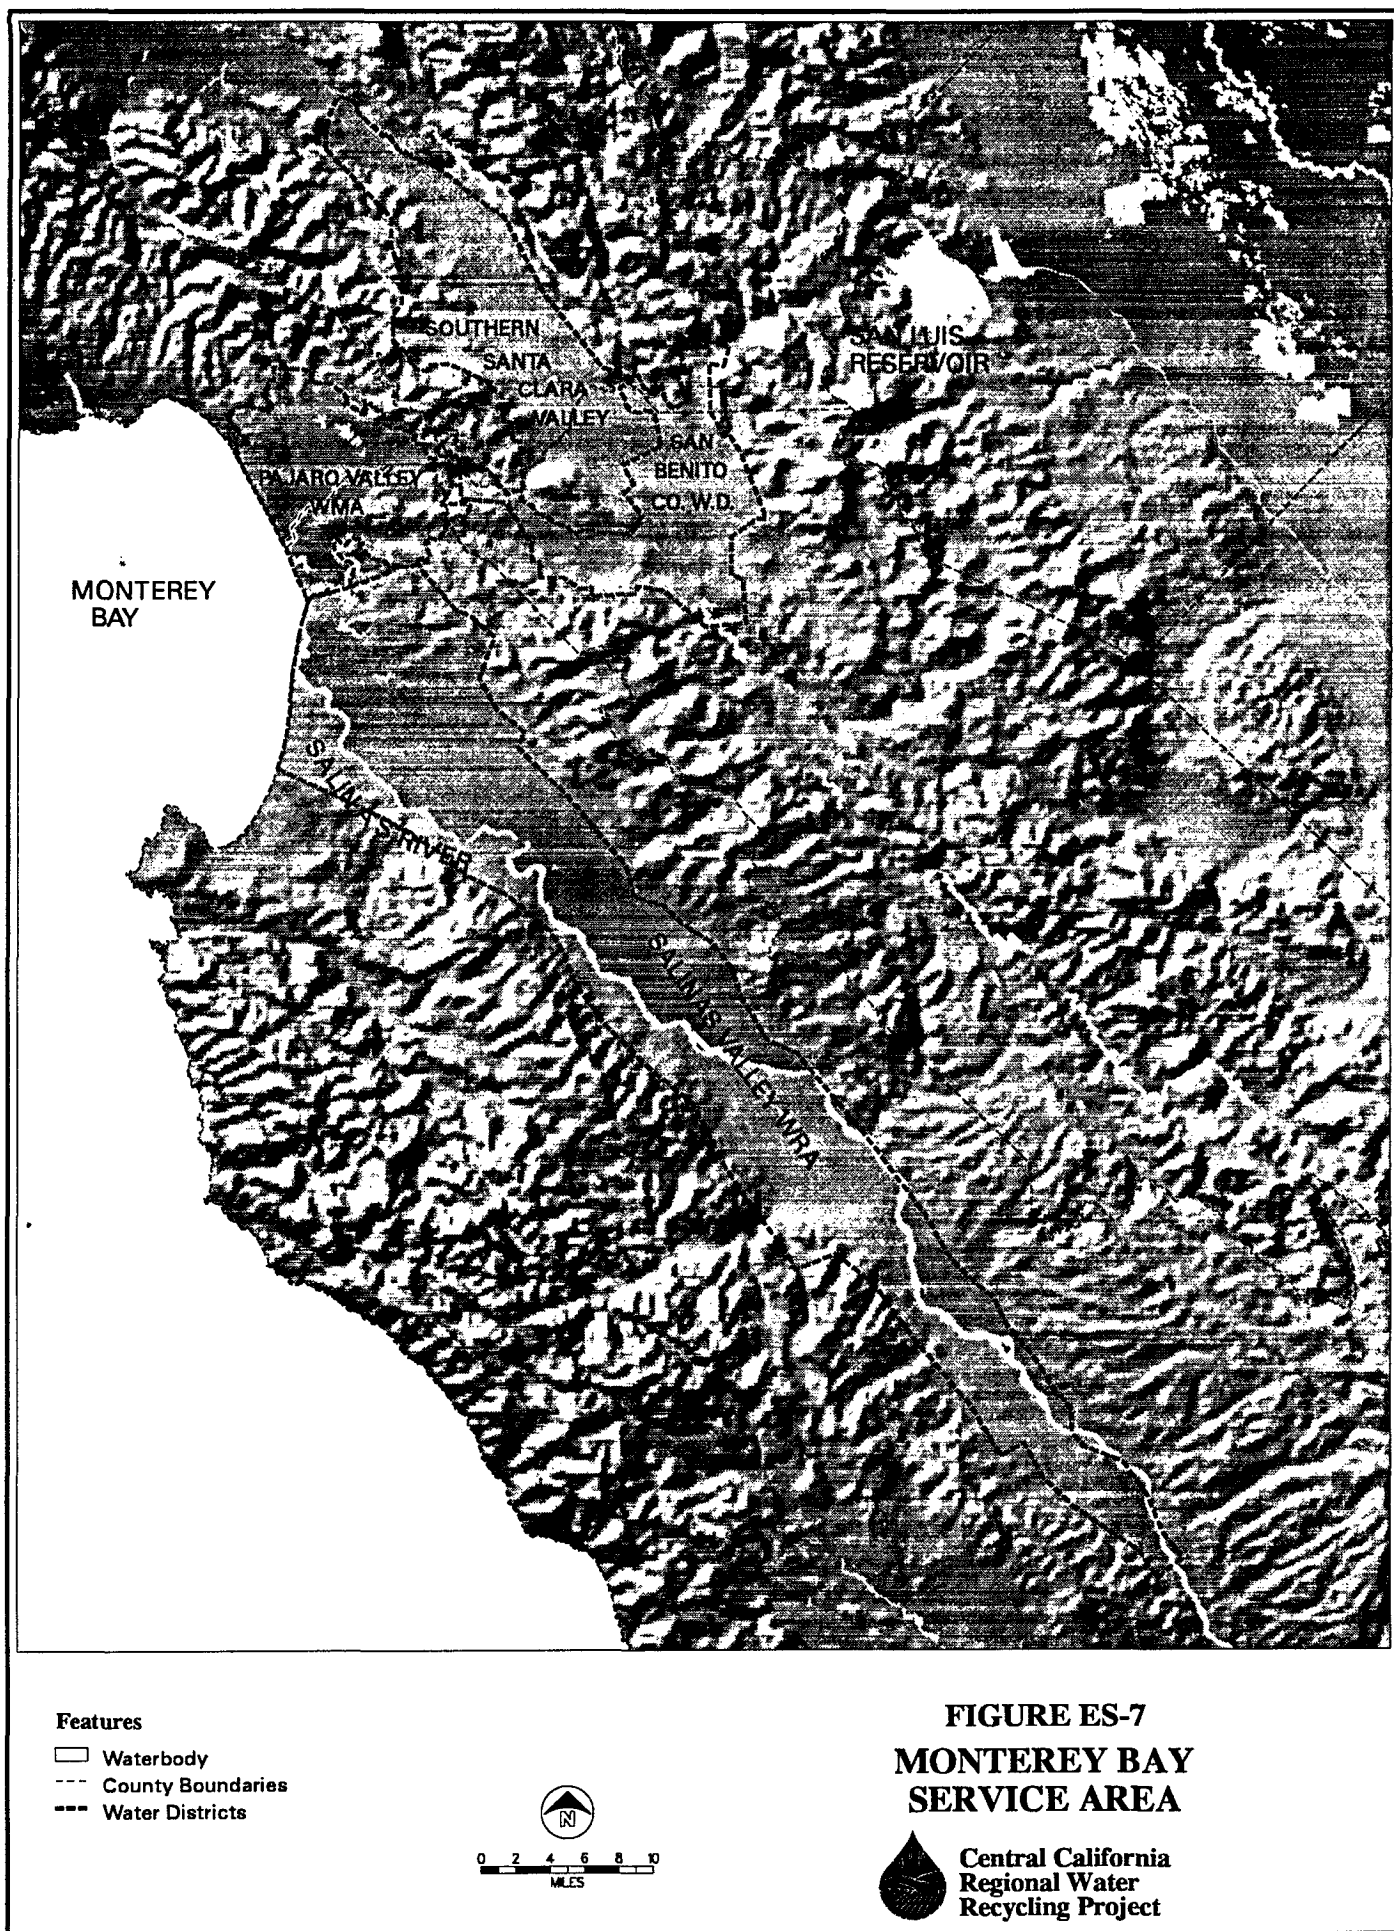 SOUTHERN
SANTA
CLARA
VALLEY
SAN LUIS
RESERVOIR
SAN
BENITO
CO. W.D.
PAJARO VALLEY
WMA
MONTEREY
BAY
SALINAS RIVER
SALINAS VALLEY WRA
Features
Waterbody
County Boundaries
Water Districts
N
0 2 4 6 8 10
MILES
FIGURE ES-7
MONTEREY BAY
SERVICE AREA
Central California
Regional Water
Recycling Project